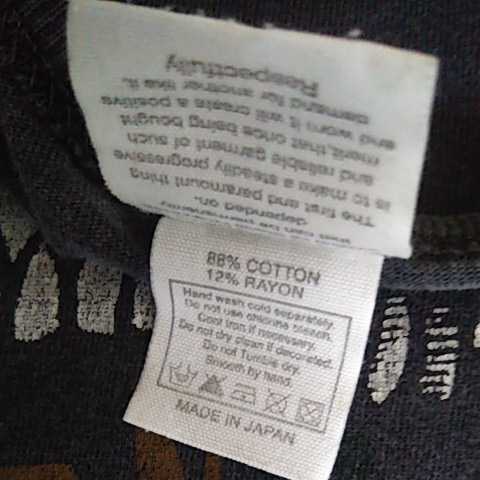 depended on.
The first and paramount thing
is to make a steadily progressive
and reliable garment of such
merit,that once being bought
and worn it will create a positive
demand for another like it.
Respectfully
88% COTTON
12% RAYON
Hand wash cold separately.
Do not use chlorine bleach.
Cool iron if necessary.
Do not dry clean if decorated.
Do not Tumble dry.
Smooth by hand.
MADE IN JAPAN